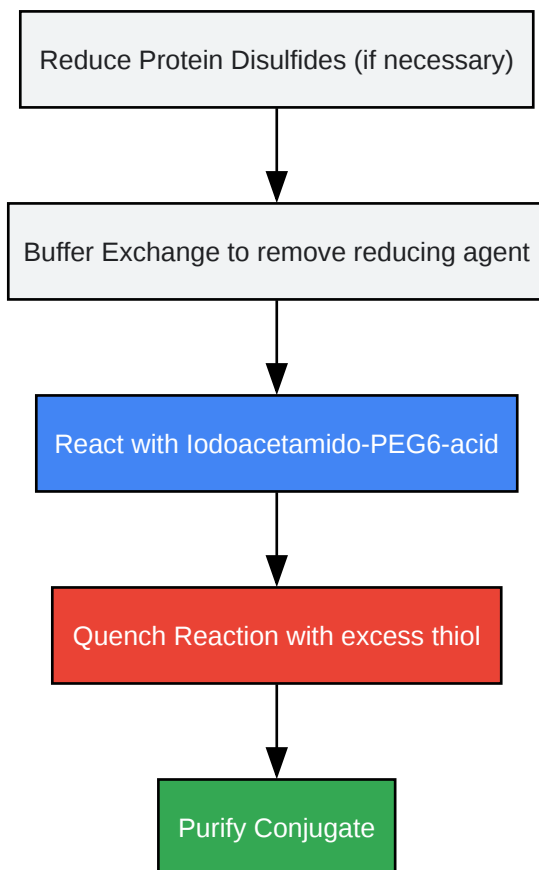 Reduce Protein Disulfides (if necessary)
Buffer Exchange to remove reducing agent
React with Iodoacetamido-PEG6-acid
Quench Reaction with excess thiol
Purify Conjugate